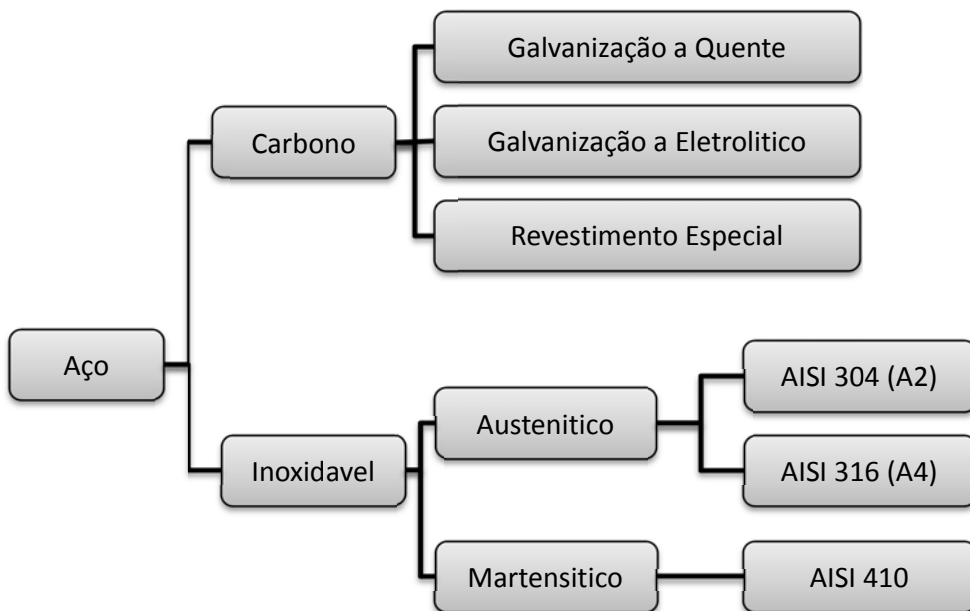 Galvanização a Quente
Carbono
Galvanização a Eletrolitico
Revestimento Especial
Aço
AISI 304 (A2)
Austenitico
Inoxidavel
AISI 316 (A4)
Martensitico
AISI 410